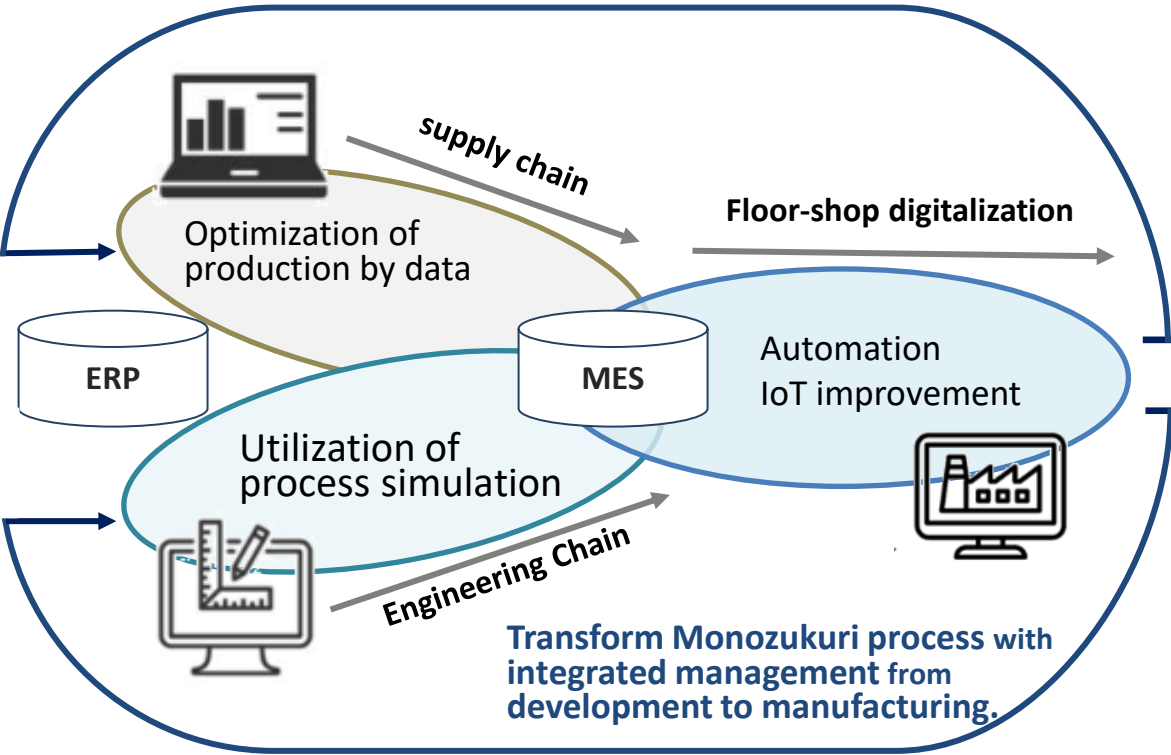 supply chain
Floor-shop digitalization
Optimization of
production by data
ERP
MES
Automation
IoT improvement
Utilization of
process simulation
Engineering Chain
Transform Monozukuri process with
integrated management from
development to manufacturing.